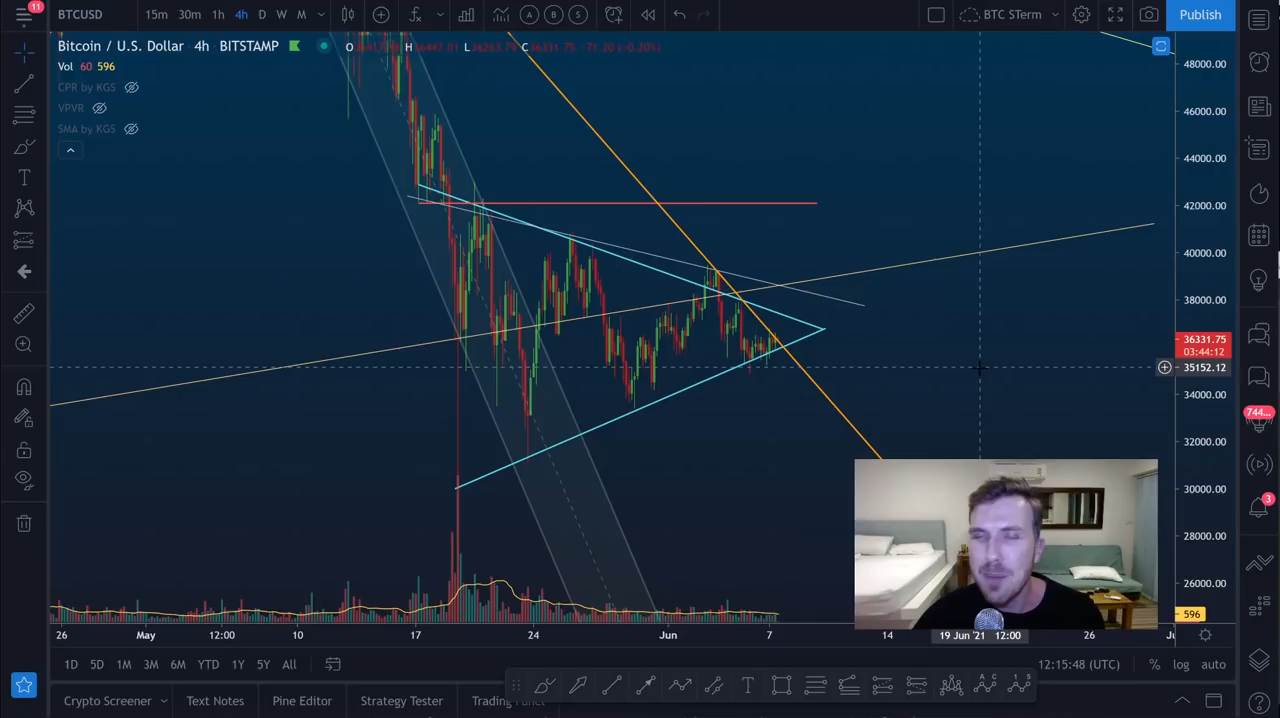 11
BTCUSD 15m 30m 1h 4h D W M BTC STerm Publish
Bitcoin / U.S. Dollar 4h BITSTAMP O H L C
Vol 60 596
CPR by KGS
VPVR
SMA by KGS
48000.00
46000.00
44000.00
42000.00
40000.00
38000.00
36331.75
03:44:12
35152.12
34000.00
32000.00
30000.00
28000.00
26000.00
596
744...
3
26 May 12:00 10 17 24 Jun 7 14 19 Jun '21 12:00 26
1D 5D 1M 3M 6M YTD 1Y 5Y All 12:15:48 (UTC) % log auto
Crypto Screener Text Notes Pine Editor Strategy Tester Trading Panel